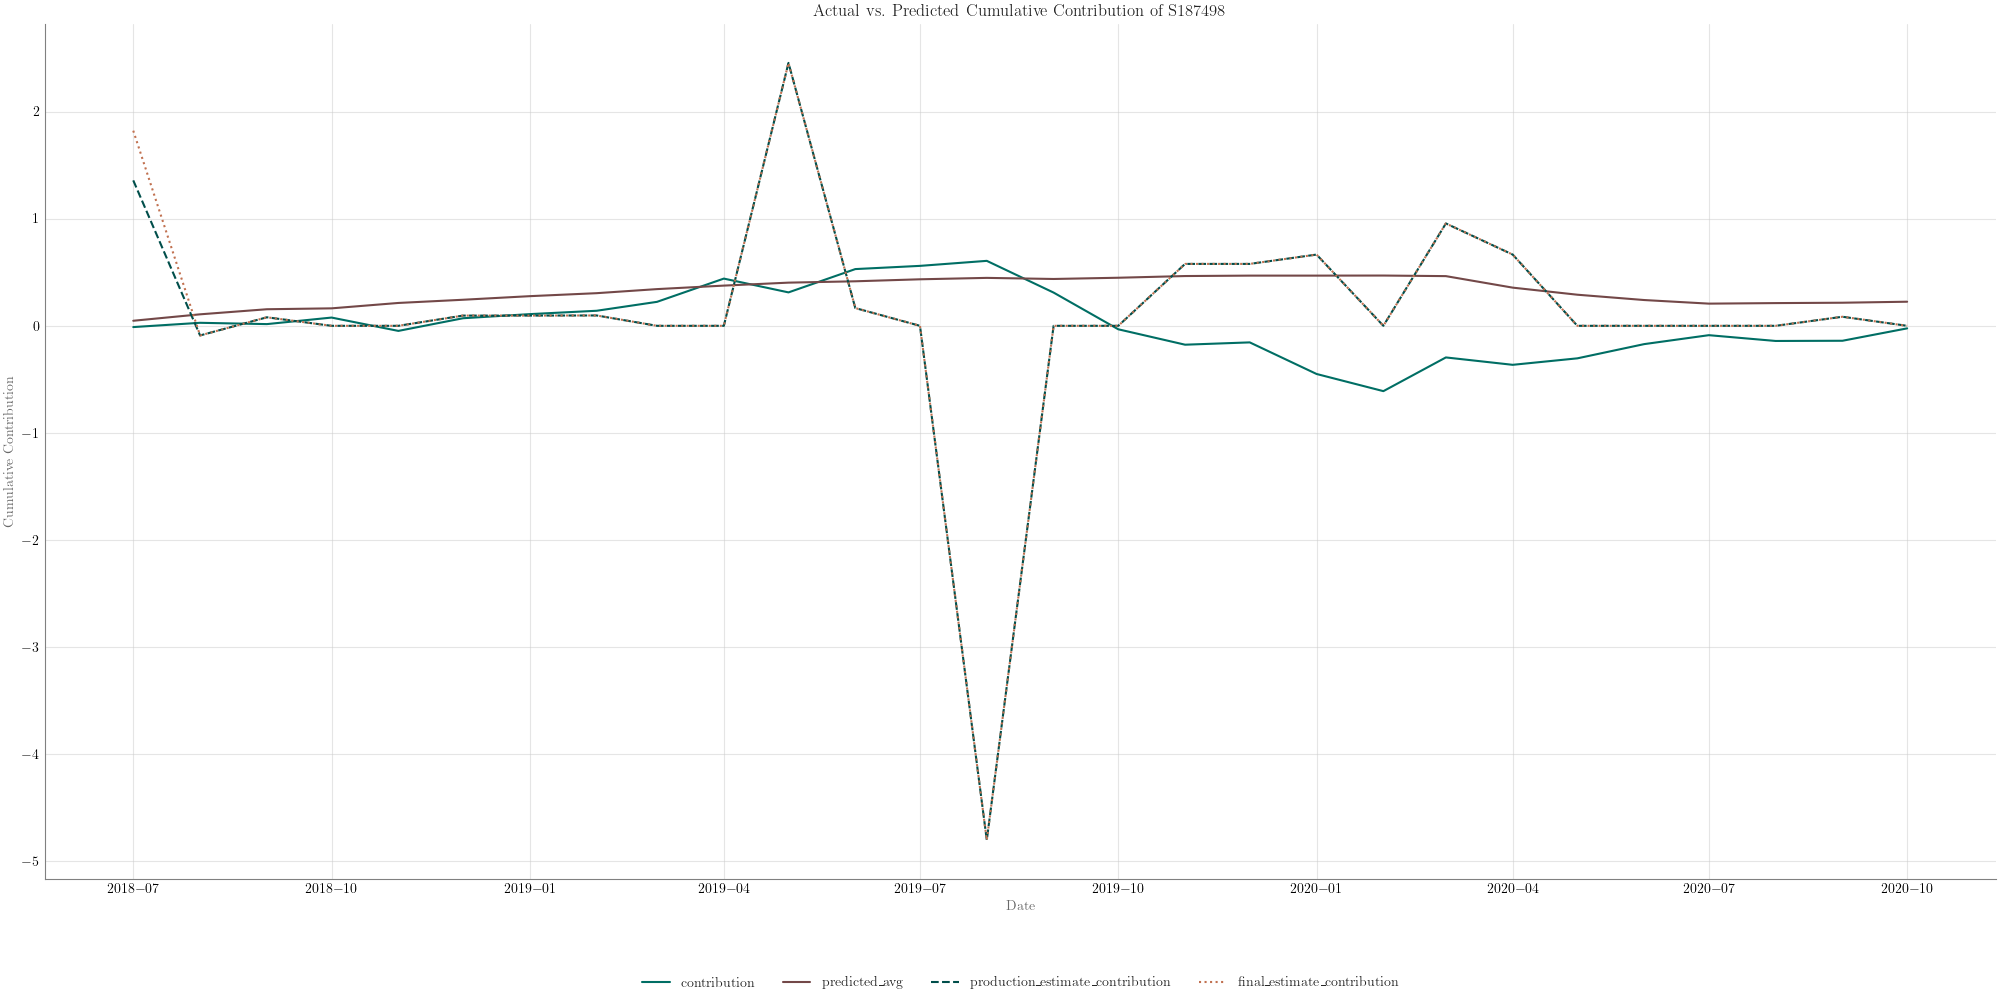 Actual vs. Predicted Cumulative Contribution of S187498
Cumulative Contribution
2
1
0
−1
−2
−3
−4
−5
2018−07 2018−10 2019−01 2019−04 2019−07 2019−10 2020−01 2020−04 2020−07 2020−10
Date
contribution predicted_avg production_estimate_contribution final_estimate_contribution